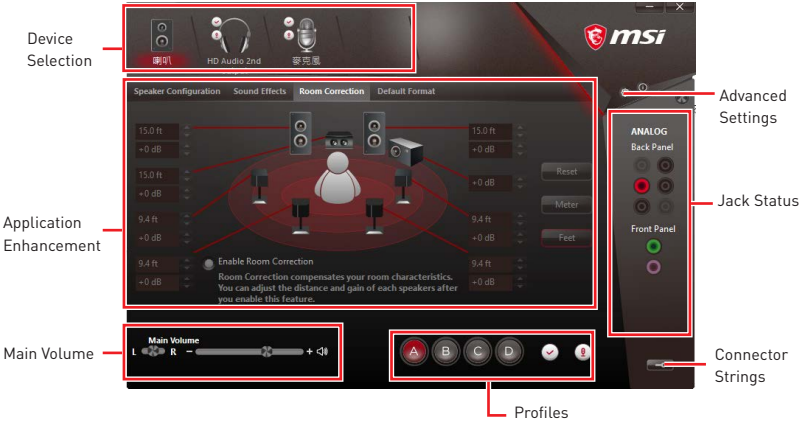 Device
Selection
msi
喇叭
HD Audio 2nd
麥克風
Speaker Configuration Sound Effects Room Correction Default Format
Advanced
Settings
15.0 ft
+0 dB
15.0 ft
+0 dB
9.4 ft
+0 dB
9.4 ft
+0 dB
15.0 ft
+0 dB
+0 dB
9.4 ft
+0 dB
9.4 ft
+0 dB
Reset
Meter
Feet
Enable Room Correction
Room Correction compensates your room characteristics.
You can adjust the distance and gain of each speakers after
you enable this feature.
ANALOG
Back Panel
Front Panel
Jack Status
Application
Enhancement
Main Volume
Main Volume
L R - +
A B C D
Connector
Strings
Profiles